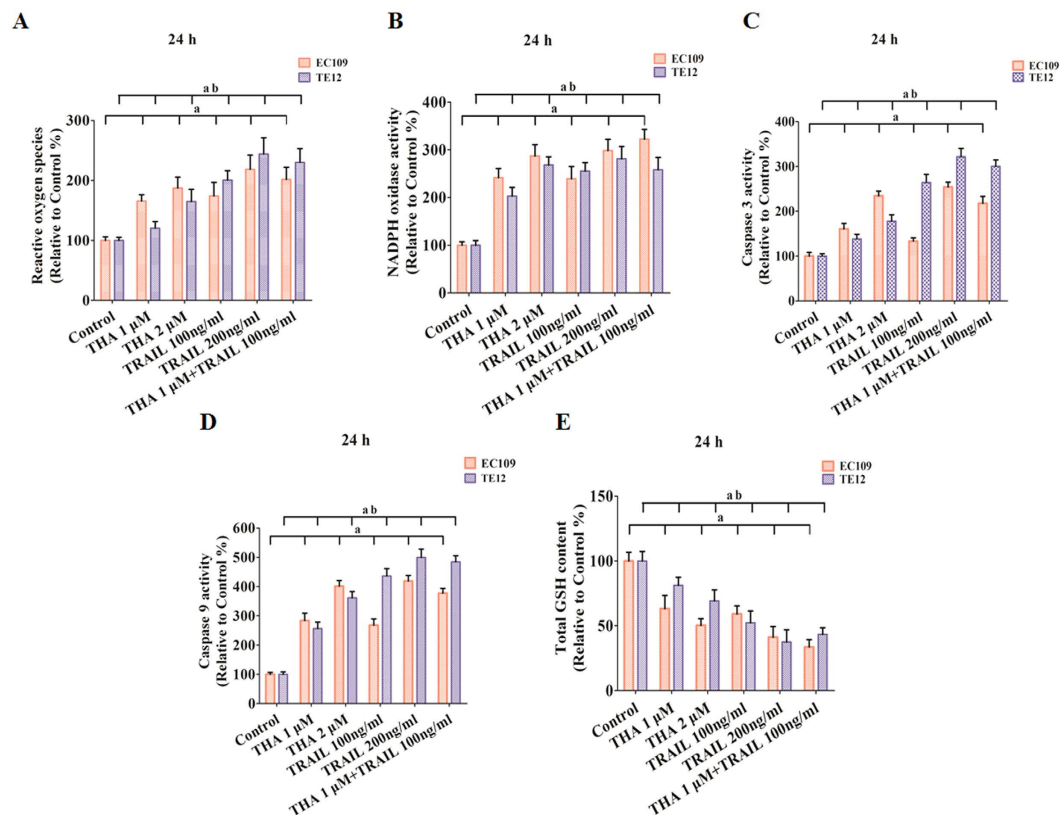 A
24 h
EC109
TE12
a b
a
Reactive oxygen species
(Relative to Control %)
300
200
100
0
Control
THA 1 µM
THA 2 µM
TRAIL 100ng/ml
TRAIL 200ng/ml
THA 1 µM+TRAIL 100ng/ml
B
24 h
EC109
TE12
a b
a
NADPH oxidase activity
(Relative to Control %)
400
300
200
100
0
Control
THA 1 µM
THA 2 µM
TRAIL 100ng/ml
TRAIL 200ng/ml
THA 1 µM+TRAIL 100ng/ml
C
24 h
EC109
TE12
a b
a
Caspase 3 activity
(Relative to Control %)
400
300
200
100
0
Control
THA 1 µM
THA 2 µM
TRAIL 100ng/ml
TRAIL 200ng/ml
THA 1 µM+TRAIL 100ng/ml
D
24 h
EC109
TE12
a b
a
Caspase 9 activity
(Relative to Control %)
600
500
400
300
200
100
0
Control
THA 1 µM
THA 2 µM
TRAIL 100ng/ml
TRAIL 200ng/ml
THA 1 µM+TRAIL 100ng/ml
E
24 h
EC109
TE12
a b
a
Total GSH content
(Relative to Control %)
150
100
50
0
Control
THA 1 µM
THA 2 µM
TRAIL 100ng/ml
TRAIL 200ng/ml
THA 1 µM+TRAIL 100ng/ml